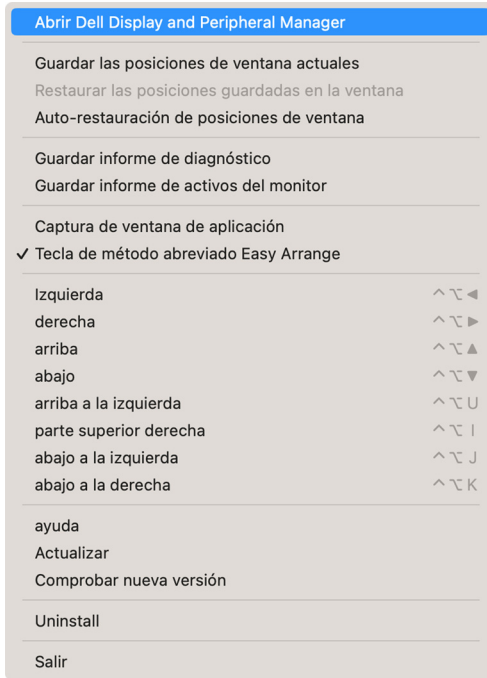 Abrir Dell Display and Peripheral Manager
Guardar las posiciones de ventana actuales
Restaurar las posiciones guardadas en la ventana
Auto-restauración de posiciones de ventana
Guardar informe de diagnóstico
Guardar informe de activos del monitor
Captura de ventana de aplicación
✓ Tecla de método abreviado Easy Arrange
Izquierda ^⌥◀
derecha ^⌥▶
arriba ^⌥▲
abajo ^⌥▼
arriba a la izquierda ^⌥U
parte superior derecha ^⌥I
abajo a la izquierda ^⌥J
abajo a la derecha ^⌥K
ayuda
Actualizar
Comprobar nueva versión
Uninstall
Salir